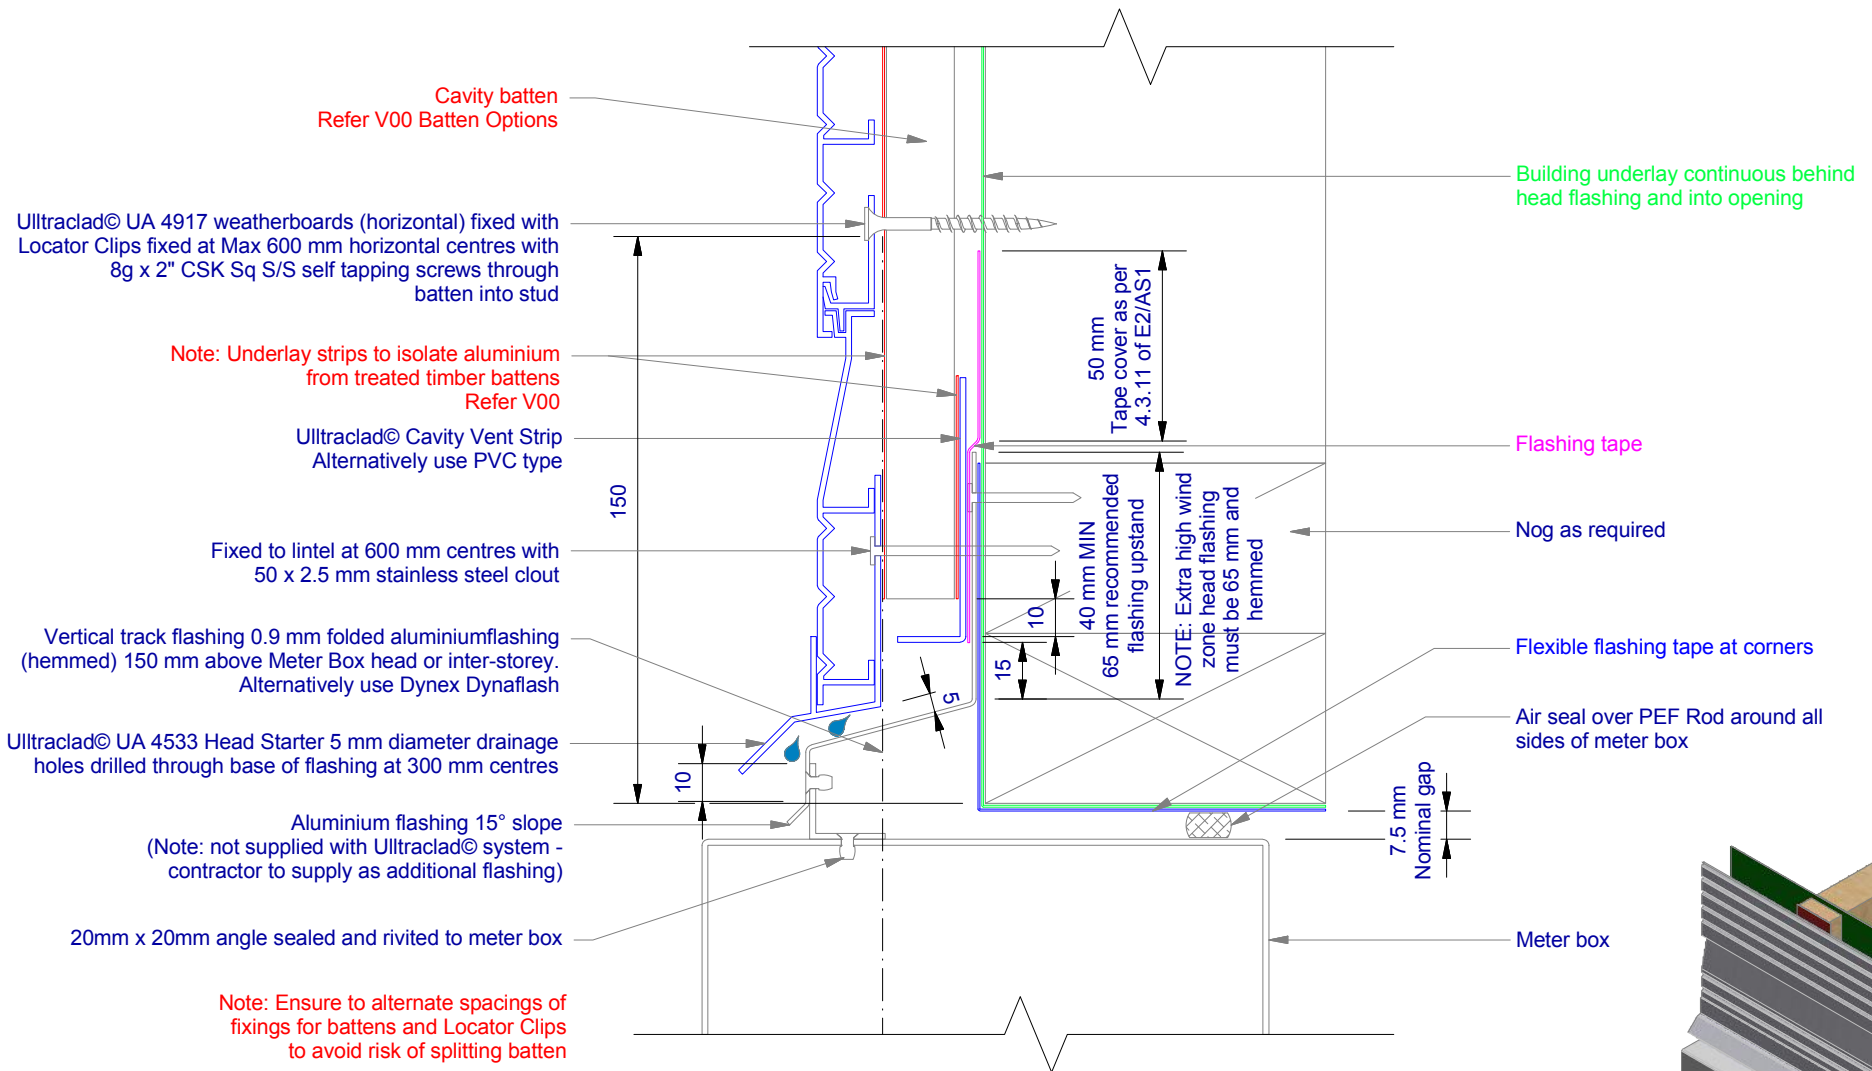 Cavity batten
Refer V00 Batten Options
Ulltraclad© UA 4917 weatherboards (horizontal) fixed with
Locator Clips fixed at Max 600 mm horizontal centres with
8g x 2" CSK Sq S/S self tapping screws through
batten into stud
Note: Underlay strips to isolate aluminium
from treated timber battens
Refer V00
Ulltraclad© Cavity Vent Strip
Alternatively use PVC type
Fixed to lintel at 600 mm centres with
50 x 2.5 mm stainless steel clout
Vertical track flashing 0.9 mm folded aluminiumflashing
(hemmed) 150 mm above Meter Box head or inter-storey.
Alternatively use Dynex Dynaflash
Ulltraclad© UA 4533 Head Starter 5 mm diameter drainage
holes drilled through base of flashing at 300 mm centres
Aluminium flashing 15° slope
(Note: not supplied with Ulltraclad© system -
contractor to supply as additional flashing)
20mm x 20mm angle sealed and rivited to meter box
Note: Ensure to alternate spacings of
fixings for battens and Locator Clips
to avoid risk of splitting batten
150
10
5
10
15
50 mm
Tape cover as per
4.3.11 of E2/AS1
40 mm MIN
65 mm recommended
flashing upstand
NOTE: Extra high wind
zone head flashing
must be 65 mm and
hemmed
7.5 mm
Nominal gap
Building underlay continuous behind
head flashing and into opening
Flashing tape
Nog as required
Flexible flashing tape at corners
Air seal over PEF Rod around all
sides of meter box
Meter box